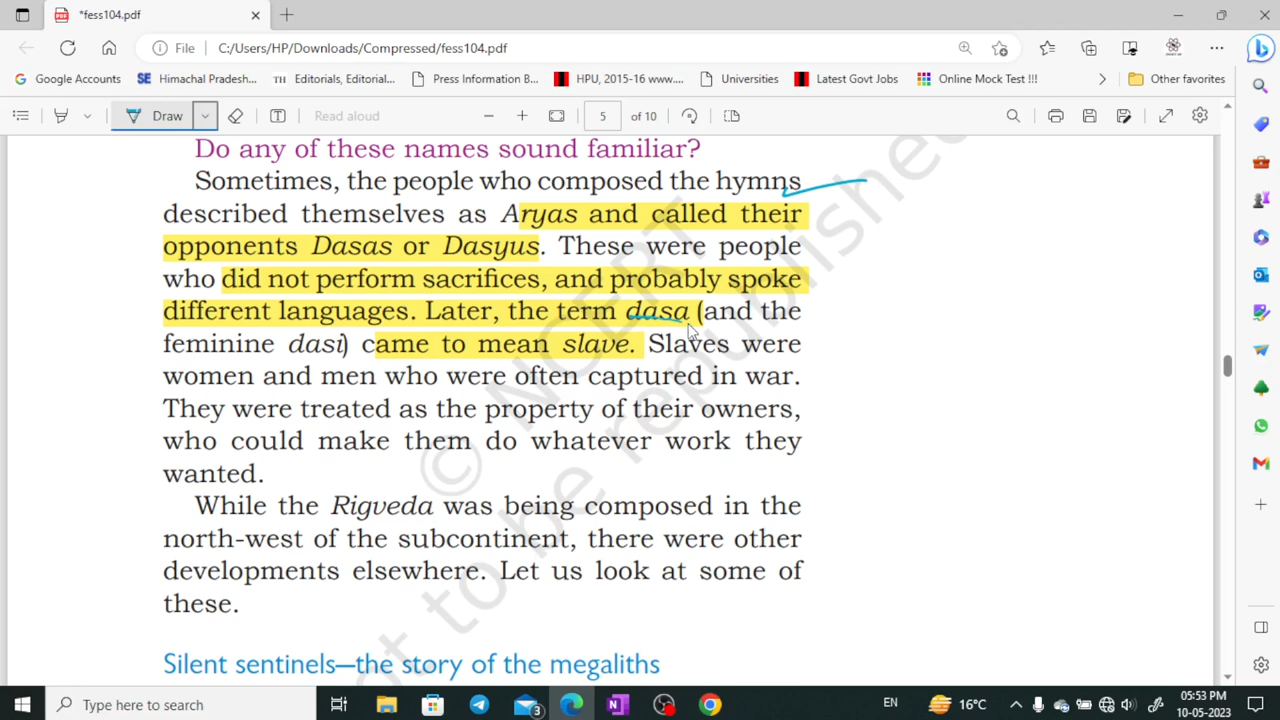 *fess104.pdf
File C:/Users/HP/Downloads/Compressed/fess104.pdf
Google Accounts SE Himachal Pradesh... TH Editorials, Editorial... Press Information B... HPU, 2015-16 www.... Universities Latest Govt Jobs Online Mock Test !!! Other favorites
Draw Read aloud 5 of 10
Do any of these names sound familiar?
Sometimes, the people who composed the hymns
described themselves as Aryas and called their
opponents Dasas or Dasyus. These were people
who did not perform sacrifices, and probably spoke
different languages. Later, the term dasa (and the
feminine dasi) came to mean slave. Slaves were
women and men who were often captured in war.
They were treated as the property of their owners,
who could make them do whatever work they
wanted.
While the Rigveda was being composed in the
north-west of the subcontinent, there were other
developments elsewhere. Let us look at some of
these.
Silent sentinels—the story of the megaliths
© NCERT
not to be republished
Type here to search 3 EN 16°C 05:53 PM
10-05-2023